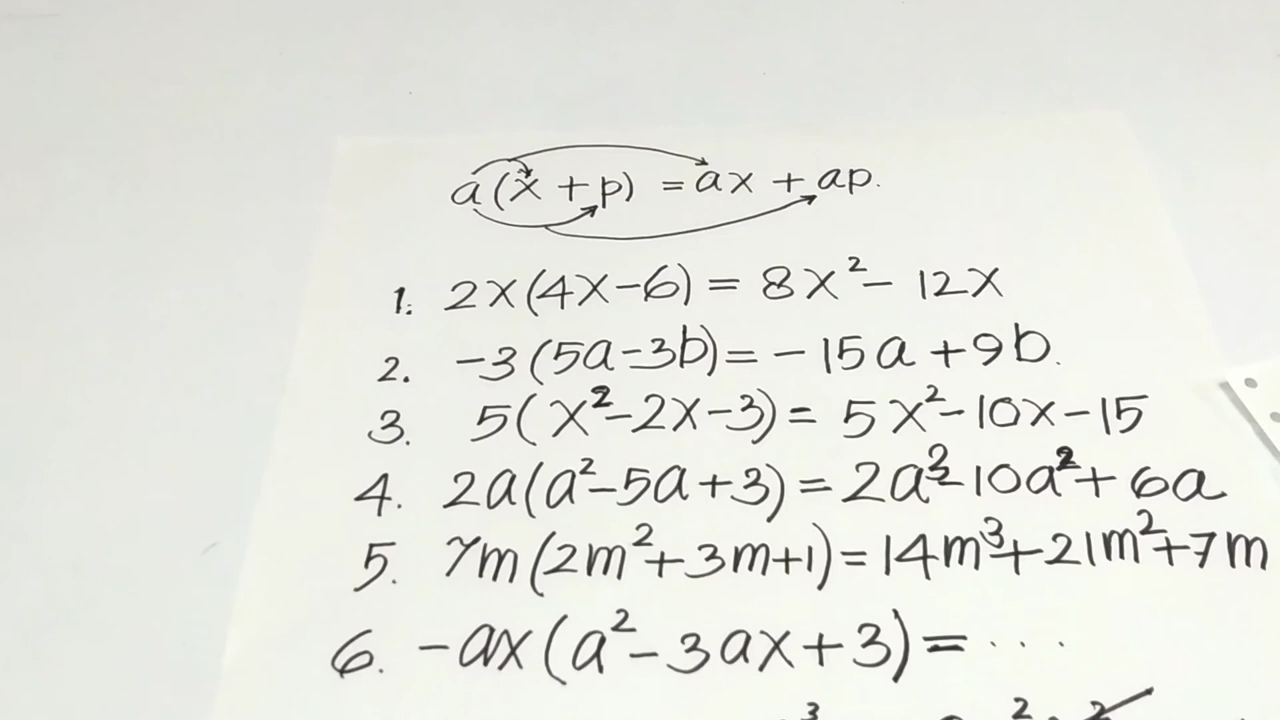 a(x + p) = ax + ap.
1. 2x(4x-6) = 8x² - 12x
2. -3(5a-3b) = -15a + 9b.
3. 5(x²-2x-3) = 5x²-10x-15
4. 2a(a²-5a+3) = 2a³-10a²+6a
5. 7m(2m²+3m+1) = 14m³+21m²+7m
6. -ax(a²-3ax+3) = ...